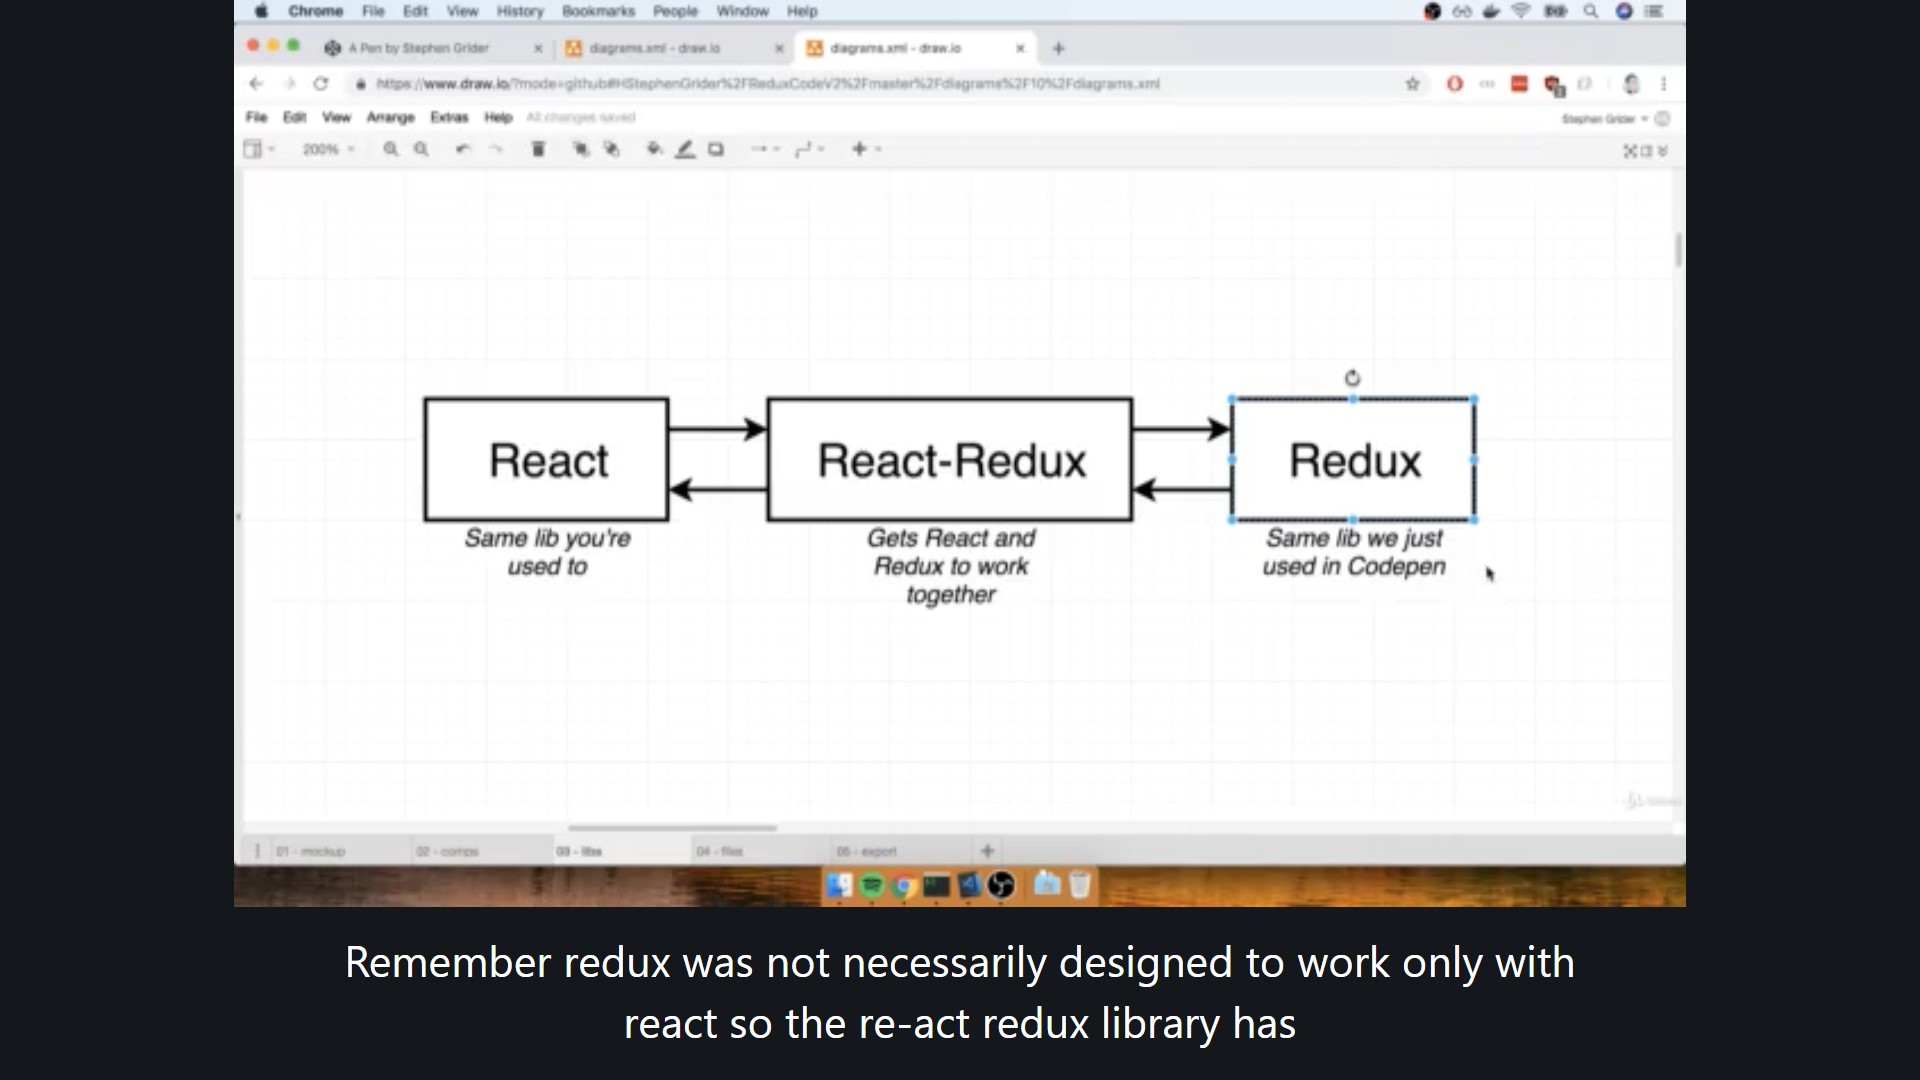 Chrome File Edit View History Bookmarks People Window Help
A Pen by Stephen Grider
diagrams.xml - draw.io
diagrams.xml - draw.io
https://www.draw.io/?mode=github#HStephenGrider%2FReduxCodeV2%2Fmaster%2Fdiagrams%2F10%2Fdiagrams.xml
File Edit View Arrange Extras Help All changes saved
Stephen Grider
200%
React
React-Redux
Redux
Same lib you're
used to
Gets React and
Redux to work
together
Same lib we just
used in Codepen
01 - mockup
02 - comps
03 - libs
04 - files
05 - export
Remember redux was not necessarily designed to work only with
react so the re-act redux library has